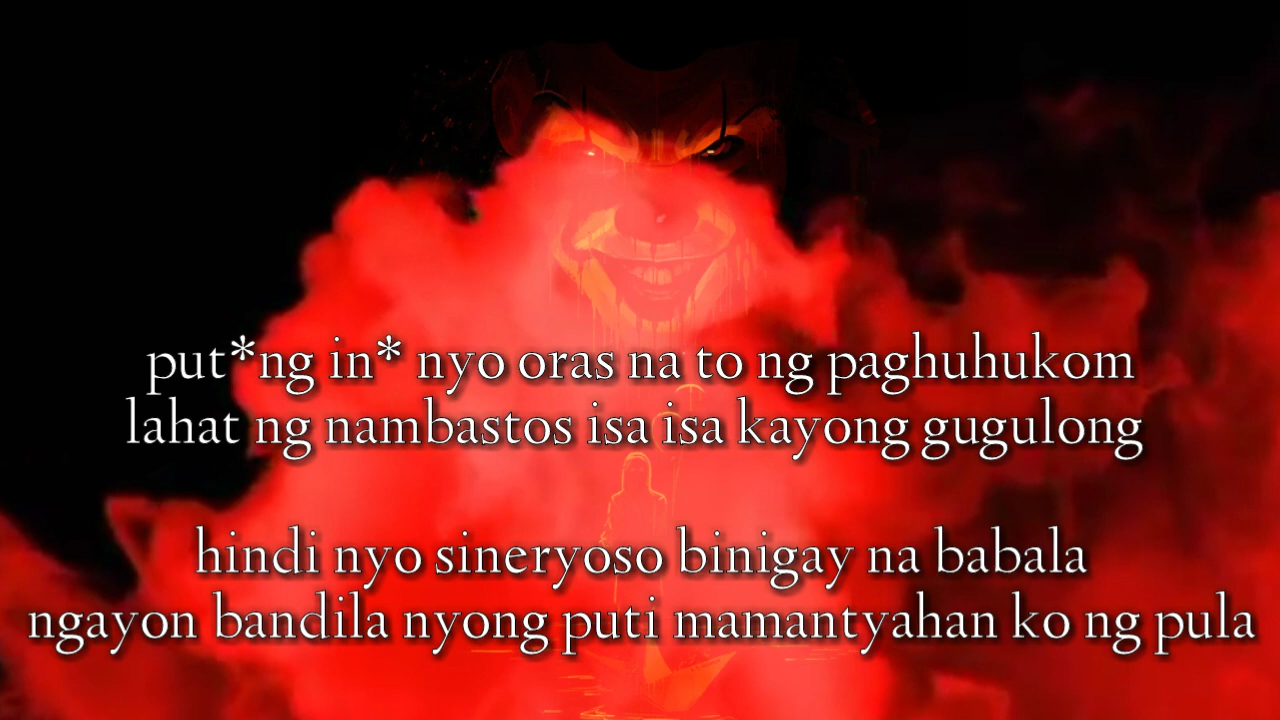 put*ng in* nyo oras na to ng paghuhukom
lahat ng nambastos isa isa kayong gugulong
hindi nyo sineryoso binigay na babala
ngayon bandila nyong puti mamantyahan ko ng pula